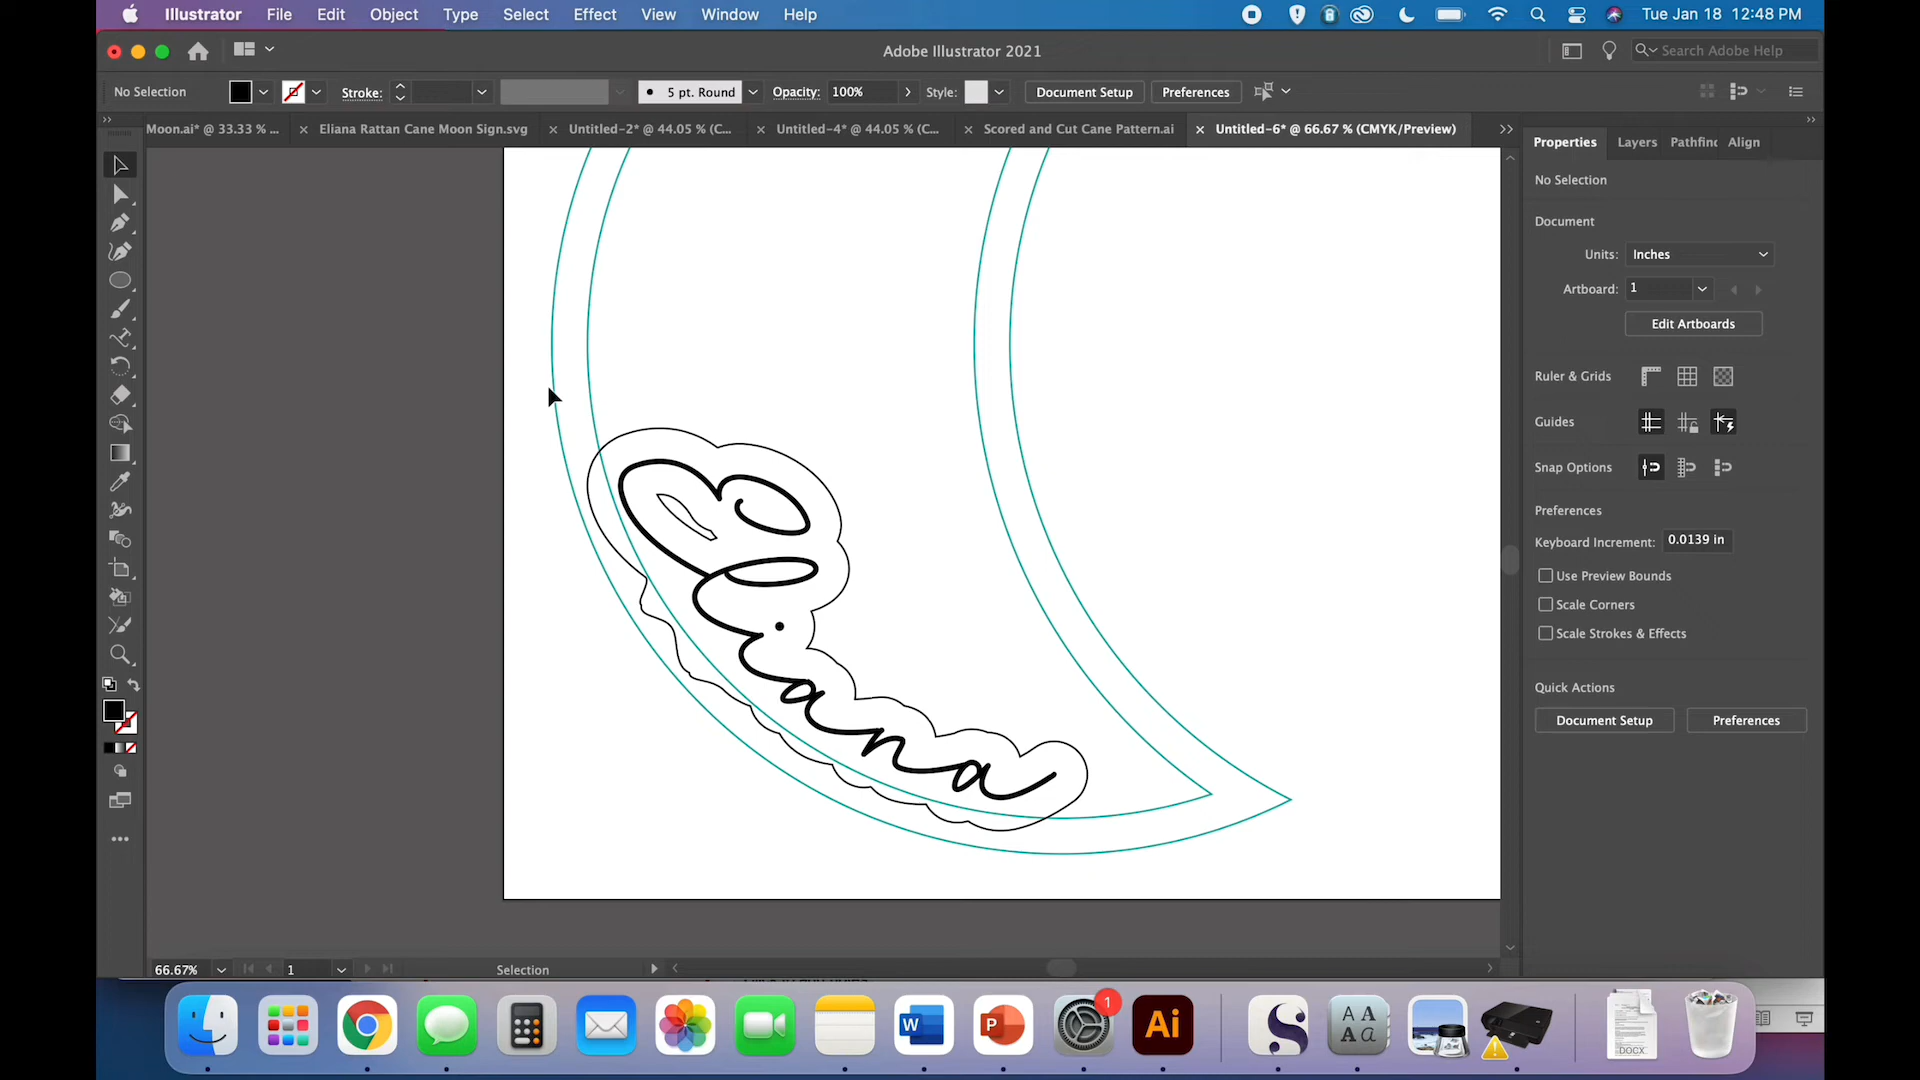 Illustrator File Edit Object Type Select Effect View Window Help Tue Jan 18 12:48 PM
Adobe Illustrator 2021 Search Adobe Help
No Selection Stroke: 5 pt. Round Opacity: 100% Style: Document Setup Preferences
Moon.ai* @ 33.33 % ... Eliana Rattan Cane Moon Sign.svg Untitled-2* @ 44.05 % (C... Untitled-4* @ 44.05 % (C... Scored and Cut Cane Pattern.ai Untitled-6* @ 66.67 % (CMYK/Preview)
Properties Layers Pathfind Align
No Selection
Document
Units: Inches
Artboard: 1
Edit Artboards
Ruler & Grids
Guides
Snap Options
Preferences
Keyboard Increment: 0.0139 in
Use Preview Bounds
Scale Corners
Scale Strokes & Effects
Quick Actions
Document Setup Preferences
Eliana
66.67% 1 Selection
1
W P Ai
A A
A a
DOCX